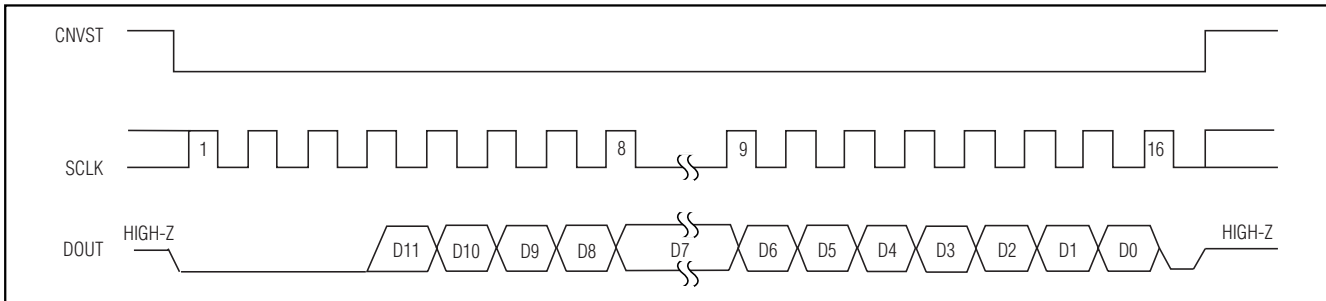 CNVST
1 8 9 16
SCLK
HIGH-Z HIGH-Z
DOUT D11 D10 D9 D8 D7 D6 D5 D4 D3 D2 D1 D0